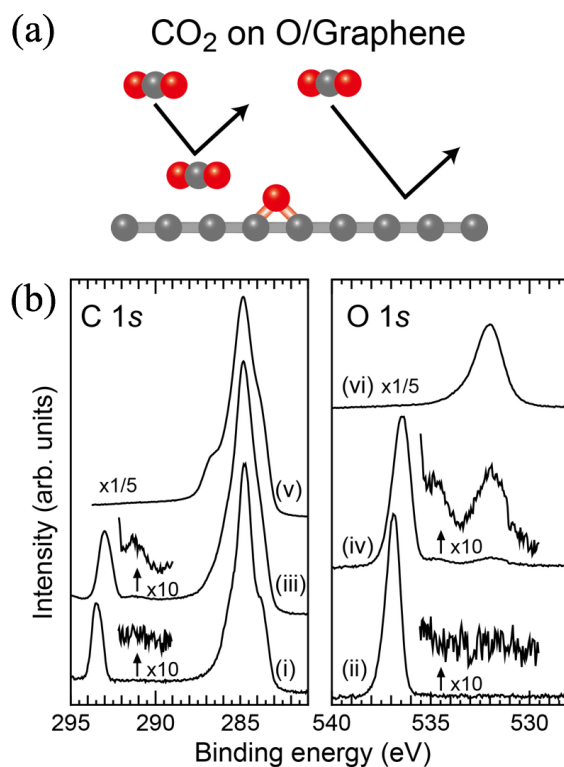 (a) CO₂ on O/Graphene
(b)
C 1s
O 1s
(vi) x1/5
x1/5
(v)
(iv)
x10
(iii)
x10
x10
(i)
x10
(ii)
Intensity (arb. units)
295 290 285
540 535 530
Binding energy (eV)